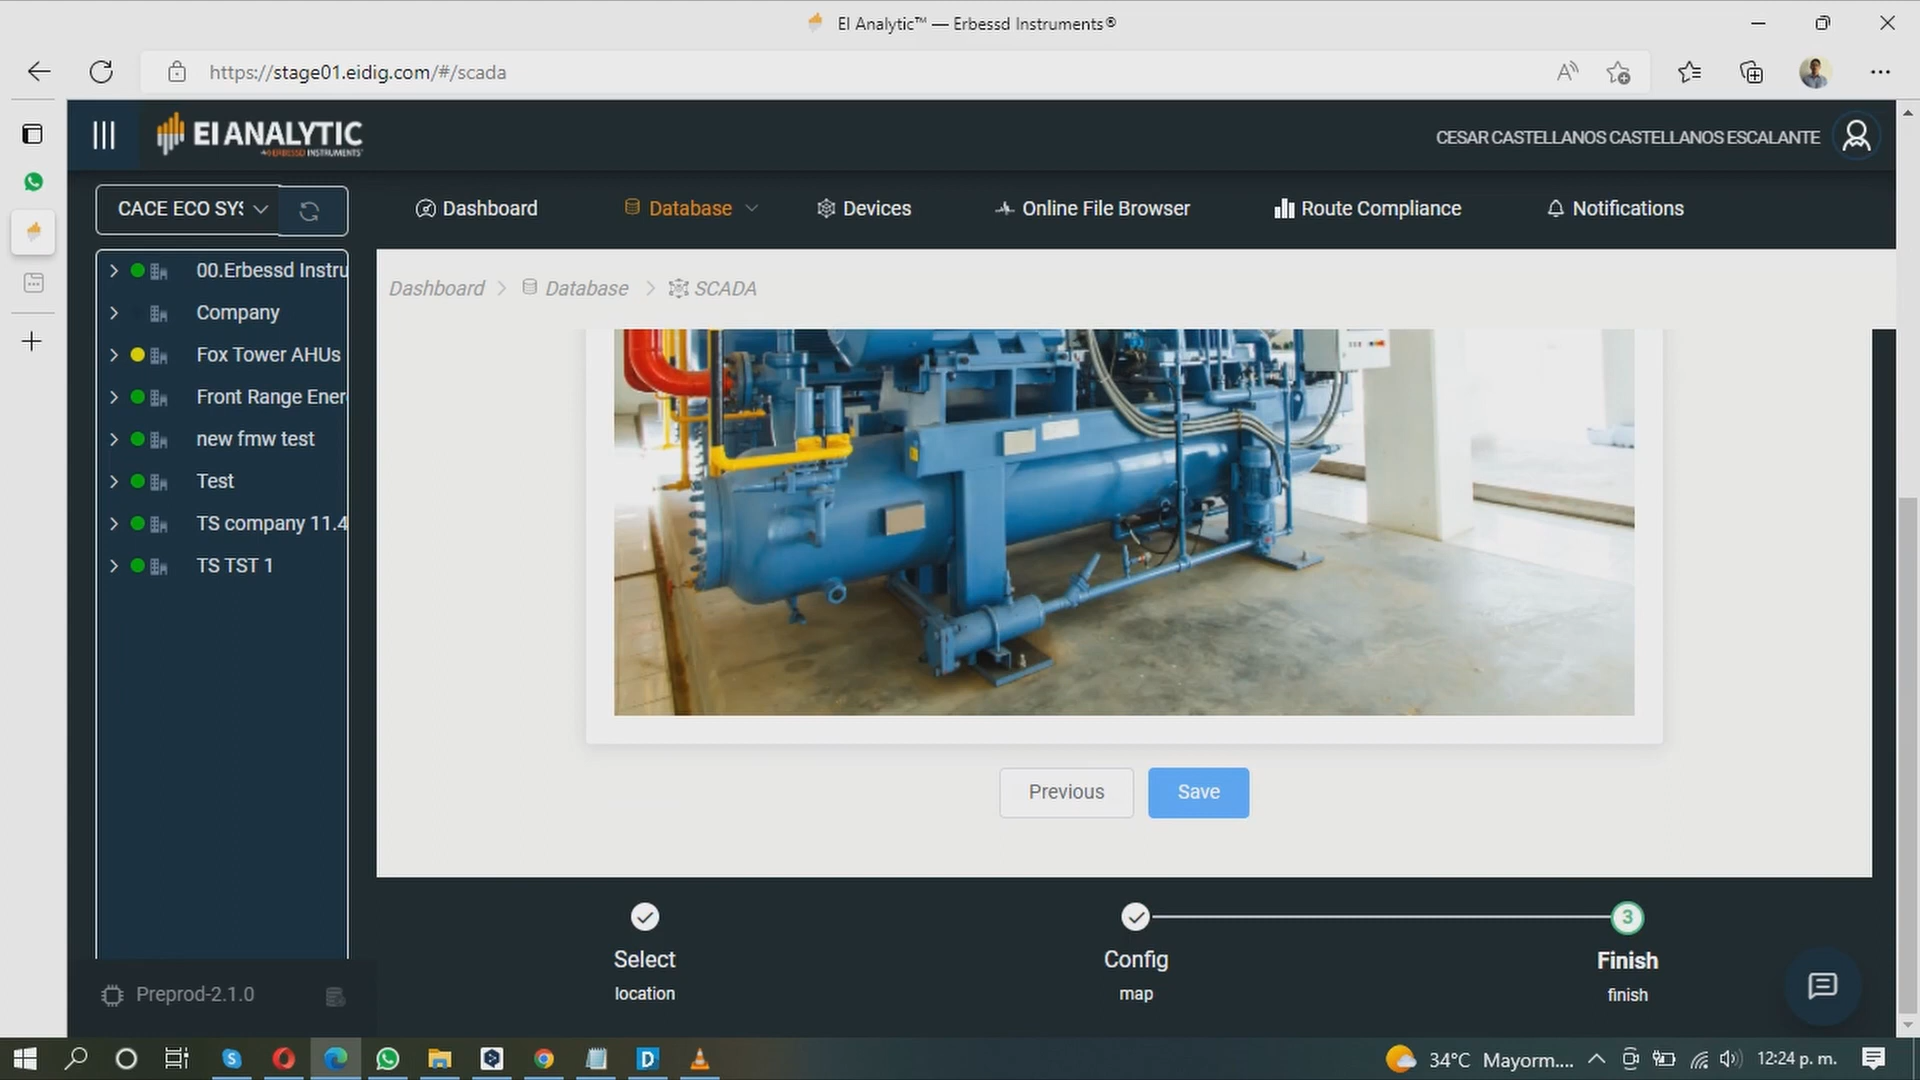 EI Analytic™ — Erbessd Instruments®
https://stage01.eidig.com/#/scada
EI ANALYTIC
ERBESSD INSTRUMENTS
CESAR CASTELLANOS CASTELLANOS ESCALANTE
CACE ECO SYS
Dashboard
Database
Devices
Online File Browser
Route Compliance
Notifications
00.Erbessd Instru
Company
Fox Tower AHUs
Front Range Ener
new fmw test
Test
TS company 11.4
TS TST 1
Dashboard > Database > SCADA
Previous
Save
Select
location
Config
map
3
Finish
finish
Preprod-2.1.0
34°C Mayorm....
12:24 p. m.